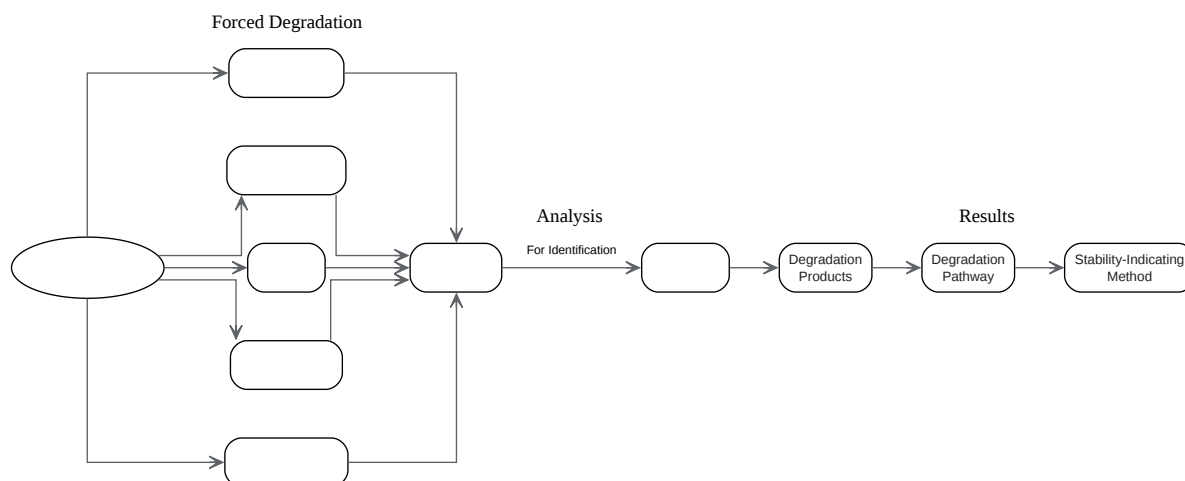 Forced Degradation
Analysis
Results
For Identification
Degradation
Products
Degradation
Pathway
Stability-Indicating
Method